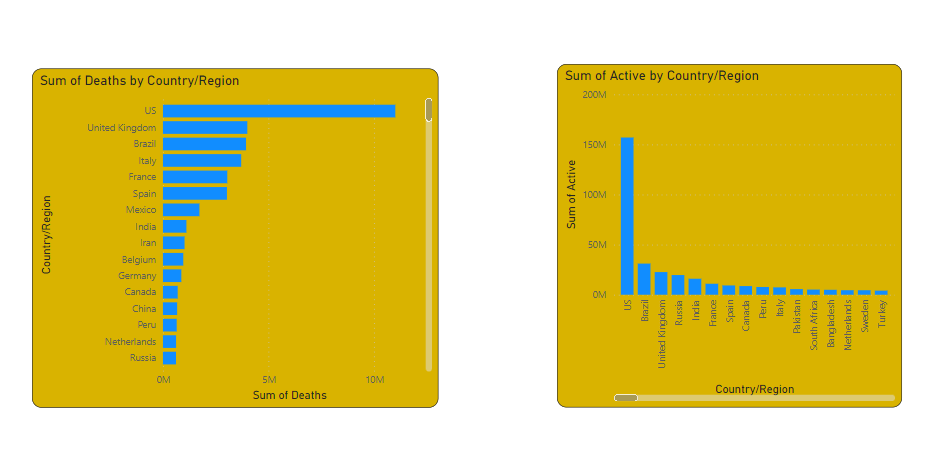 Sum of Deaths by Country/Region
Country/Region
US
United Kingdom
Brazil
Italy
France
Spain
Mexico
India
Iran
Belgium
Germany
Canada
China
Peru
Netherlands
Russia
0M 5M 10M
Sum of Deaths
Sum of Active by Country/Region
Sum of Active
200M
150M
100M
50M
0M
US
Brazil
United Kingdom
Russia
India
France
Spain
Canada
Peru
Italy
Pakistan
South Africa
Bangladesh
Netherlands
Sweden
Turkey
Country/Region